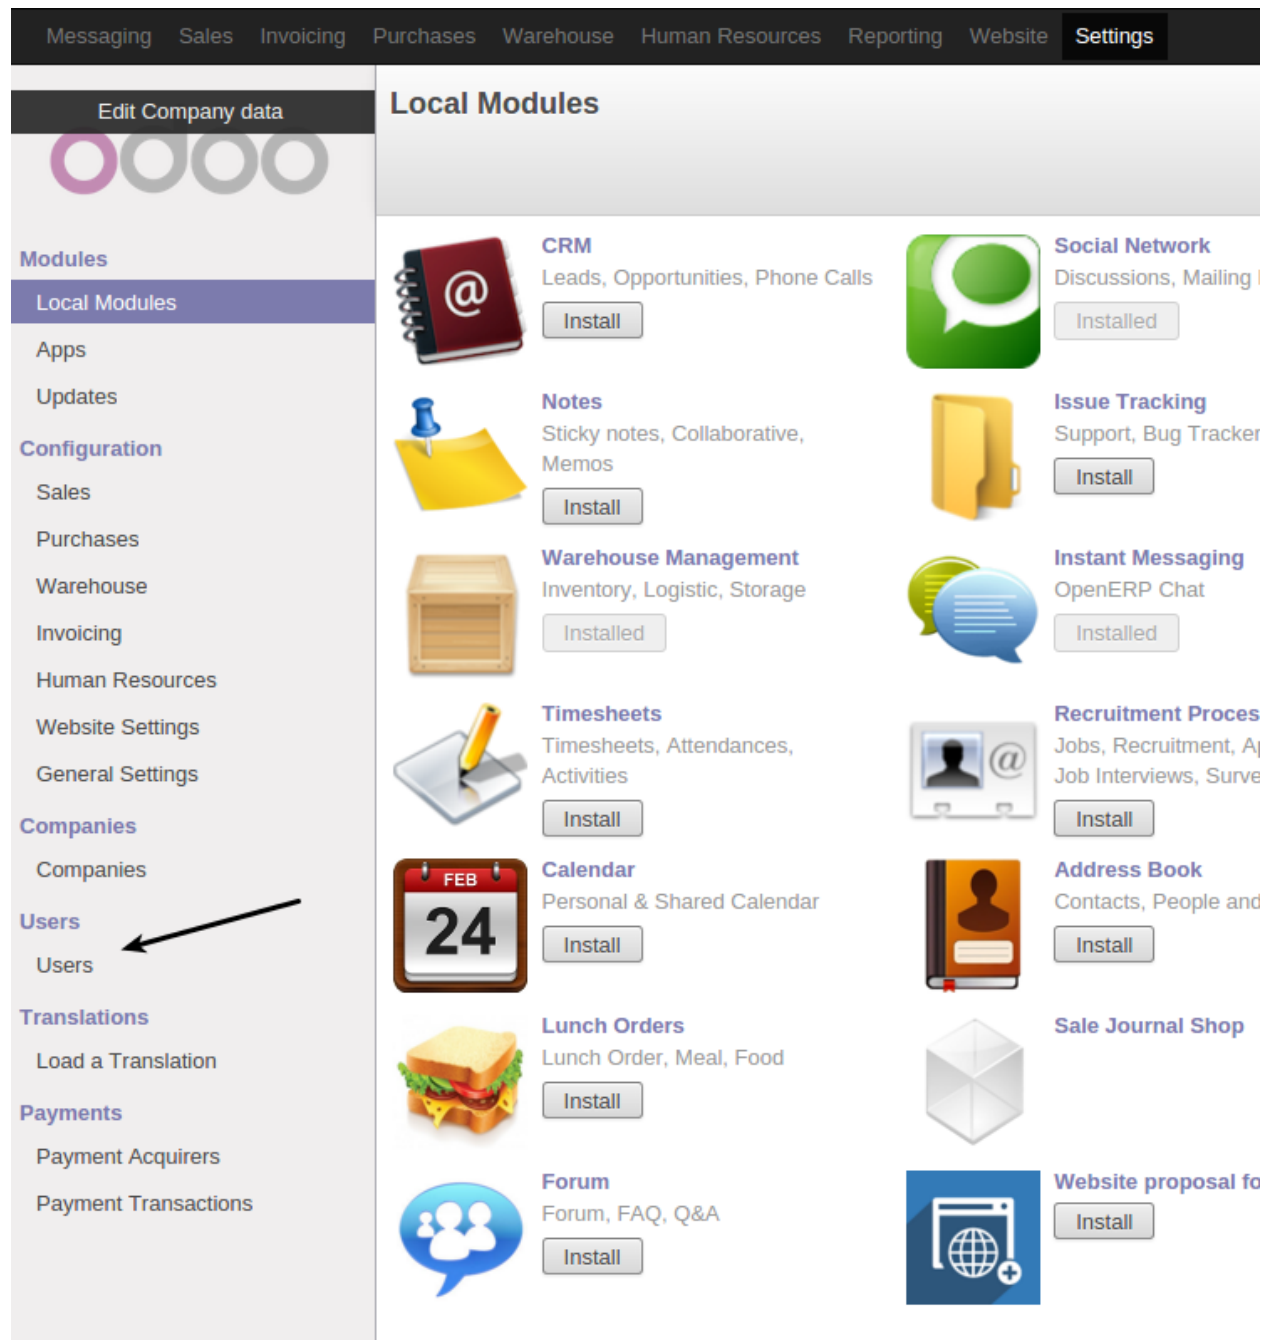 Messaging Sales Invoicing Purchases Warehouse Human Resources Reporting Website Settings
Edit Company data
odoo
Modules
Local Modules
Apps
Updates
Configuration
Sales
Purchases
Warehouse
Invoicing
Human Resources
Website Settings
General Settings
Companies
Companies
Users
Users
Translations
Load a Translation
Payments
Payment Acquirers
Payment Transactions
Local Modules
@
CRM
Leads, Opportunities, Phone Calls
Install
Social Network
Discussions, Mailing
Installed
Notes
Sticky notes, Collaborative,
Memos
Install
Issue Tracking
Support, Bug Tracker
Install
Warehouse Management
Inventory, Logistic, Storage
Installed
Instant Messaging
OpenERP Chat
Installed
Timesheets
Timesheets, Attendances,
Activities
Install
@
Recruitment Proces
Jobs, Recruitment, A
Job Interviews, Surve
Install
FEB
24
Calendar
Personal & Shared Calendar
Install
Address Book
Contacts, People and
Install
Lunch Orders
Lunch Order, Meal, Food
Install
Sale Journal Shop
Forum
Forum, FAQ, Q&A
Install
Website proposal fo
Install